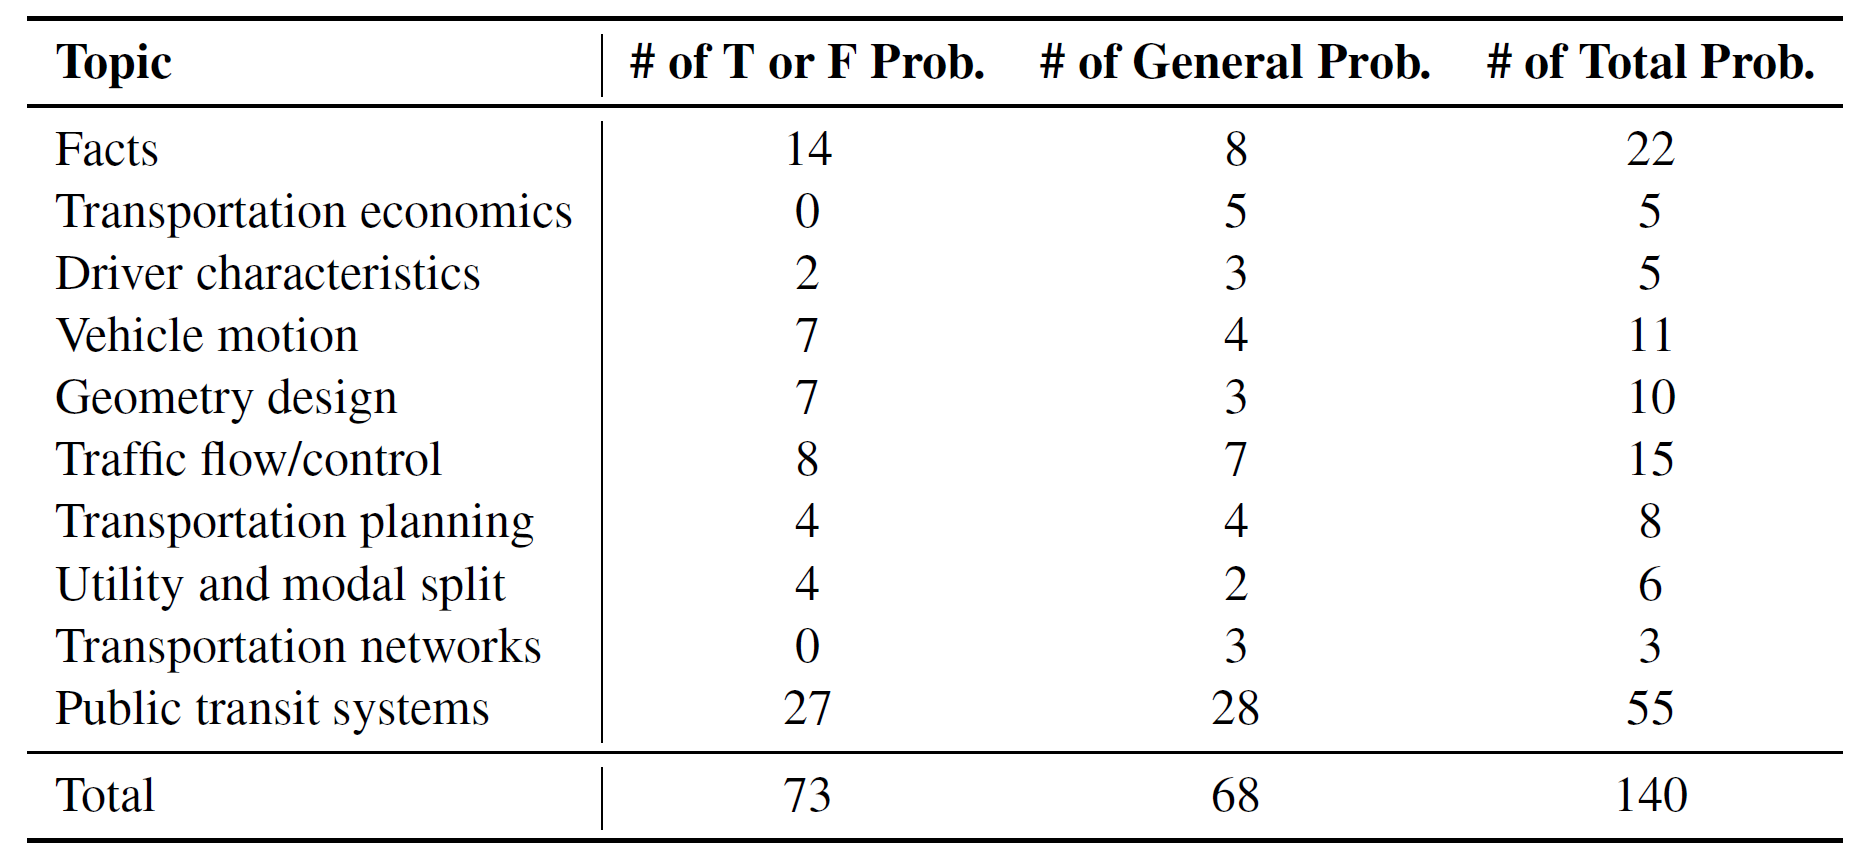 Topic # of T or F Prob. # of General Prob. # of Total Prob.
Facts 14 8 22
Transportation economics 0 5 5
Driver characteristics 2 3 5
Vehicle motion 7 4 11
Geometry design 7 3 10
Traffic flow/control 8 7 15
Transportation planning 4 4 8
Utility and modal split 4 2 6
Transportation networks 0 3 3
Public transit systems 27 28 55
Total 73 68 140